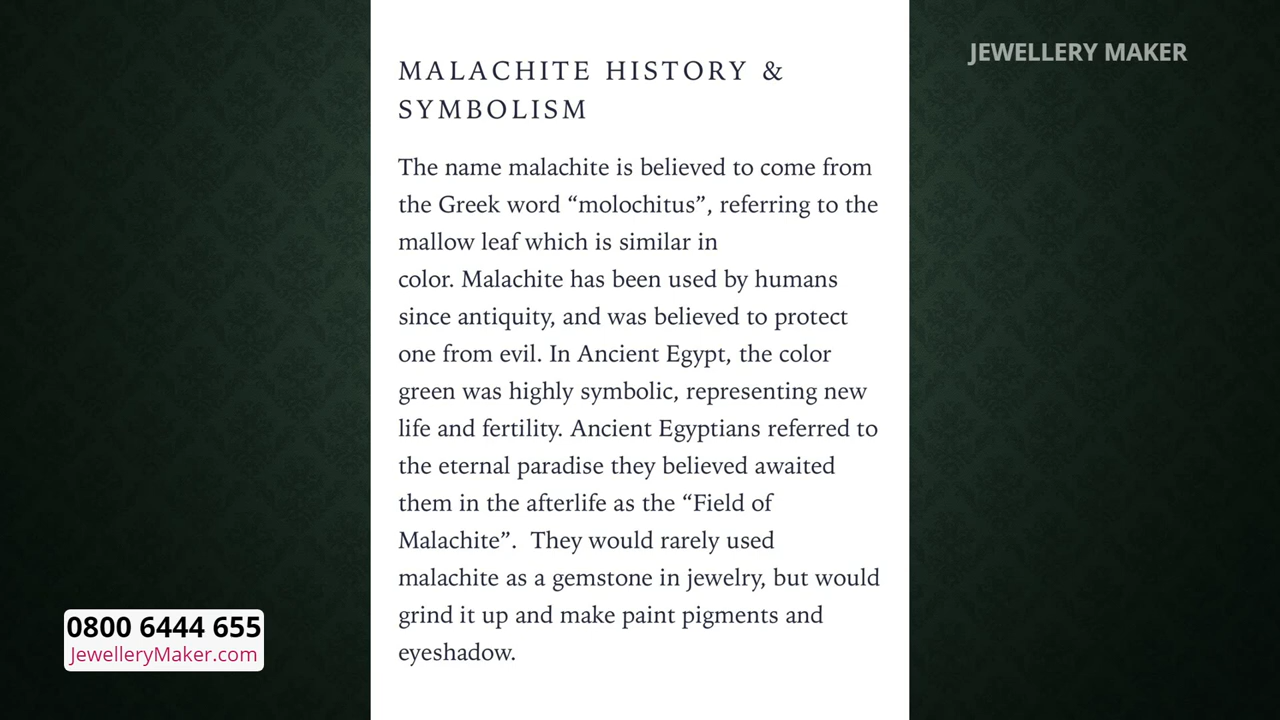 JEWELLERY MAKER
MALACHITE HISTORY &
SYMBOLISM
The name malachite is believed to come from
the Greek word “molochitus”, referring to the
mallow leaf which is similar in
color. Malachite has been used by humans
since antiquity, and was believed to protect
one from evil. In Ancient Egypt, the color
green was highly symbolic, representing new
life and fertility. Ancient Egyptians referred to
the eternal paradise they believed awaited
them in the afterlife as the “Field of
Malachite”.  They would rarely used
malachite as a gemstone in jewelry, but would
grind it up and make paint pigments and
eyeshadow.
0800 6444 655
JewelleryMaker.com